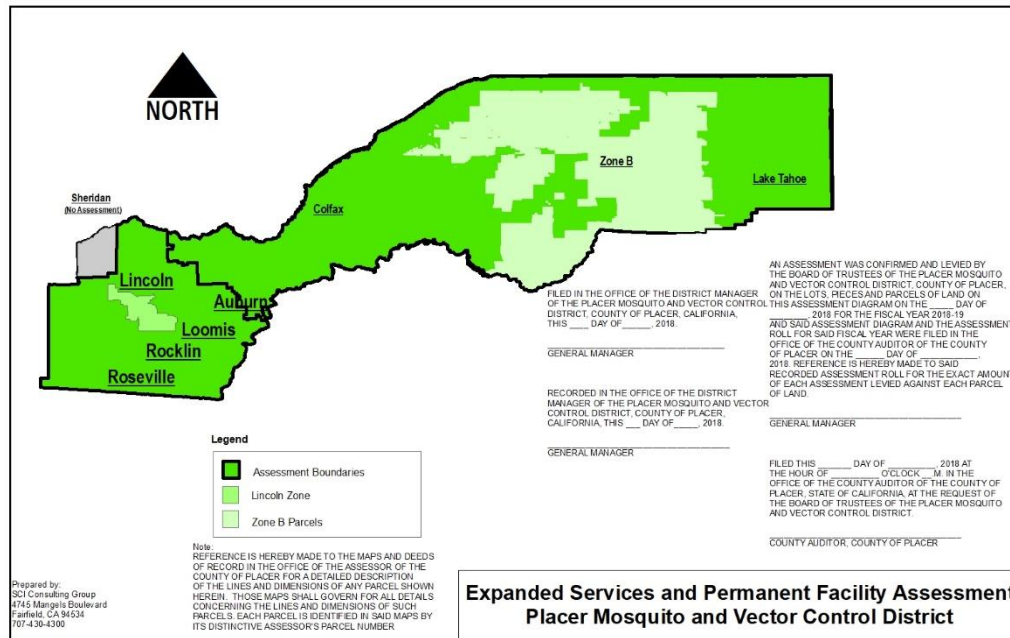 NORTH
Sheridan
(No Assessment)
Zone B
Lake Tahoe
Colfax
Lincoln
Auburn
Loomis
Rocklin
Roseville
FILED IN THE OFFICE OF THE DISTRICT MANAGER
OF THE PLACER MOSQUITO AND VECTOR CONTROL
DISTRICT, COUNTY OF PLACER, CALIFORNIA,
THIS ____ DAY OF______, 2018.
GENERAL MANAGER
RECORDED IN THE OFFICE OF THE DISTRICT
MANAGER OF THE PLACER MOSQUITO AND VECTOR
CONTROL DISTRICT, COUNTY OF PLACER,
CALIFORNIA, THIS ___ DAY OF_____, 2018.
GENERAL MANAGER
AN ASSESSMENT WAS CONFIRMED AND LEVIED BY
THE BOARD OF TRUSTEES OF THE PLACER MOSQUITO
AND VECTOR CONTROL DISTRICT, COUNTY OF PLACER,
ON THE LOTS, PIECES AND PARCELS OF LAND ON
THIS ASSESSMENT DIAGRAM ON THE _____ DAY OF
________, 2018 FOR THE FISCAL YEAR 2018-19
AND SAID ASSESSMENT DIAGRAM AND THE ASSESSMENT
ROLL FOR SAID FISCAL YEAR WERE FILED IN THE
OFFICE OF THE COUNTY AUDITOR OF THE COUNTY
OF PLACER ON THE ______ DAY OF ___________,
2018. REFERENCE IS HEREBY MADE TO SAID
RECORDED ASSESSMENT ROLL FOR THE EXACT AMOUNT
OF EACH ASSESSMENT LEVIED AGAINST EACH PARCEL
OF LAND.
GENERAL MANAGER
FILED THIS ______ DAY OF _________, 2018 AT
THE HOUR OF _________ O'CLOCK __M. IN THE
OFFICE OF THE COUNTY AUDITOR OF THE COUNTY OF
PLACER, STATE OF CALIFORNIA, AT THE REQUEST OF
THE BOARD OF TRUSTEES OF THE PLACER MOSQUITO
AND VECTOR CONTROL DISTRICT.
COUNTY AUDITOR, COUNTY OF PLACER
Legend
Assessment Boundaries
Lincoln Zone
Zone B Parcels
Note:
REFERENCE IS HEREBY MADE TO THE MAPS AND DEEDS
OF RECORD IN THE OFFICE OF THE ASSESSOR OF THE
COUNTY OF PLACER FOR A DETAILED DESCRIPTION
OF THE LINES AND DIMENSIONS OF ANY PARCEL SHOWN
HEREIN. THOSE MAPS SHALL GOVERN FOR ALL DETAILS
CONCERNING THE LINES AND DIMENSIONS OF SUCH
PARCELS. EACH PARCEL IS IDENTIFIED IN SAID MAPS BY
ITS DISTINCTIVE ASSESSOR'S PARCEL NUMBER
Prepared by:
SCI Consulting Group
4745 Mangels Boulevard
Fairfield, CA 94534
707-430-4300
Expanded Services and Permanent Facility Assessment
Placer Mosquito and Vector Control District